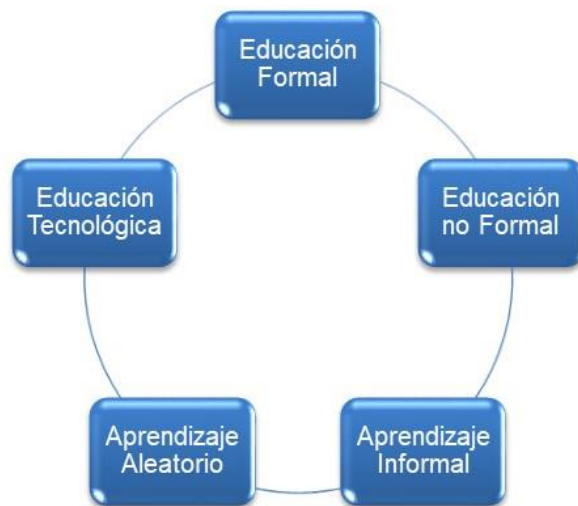 Educación
Formal
Educación
no Formal
Aprendizaje
Informal
Aprendizaje
Aleatorio
Educación
Tecnológica